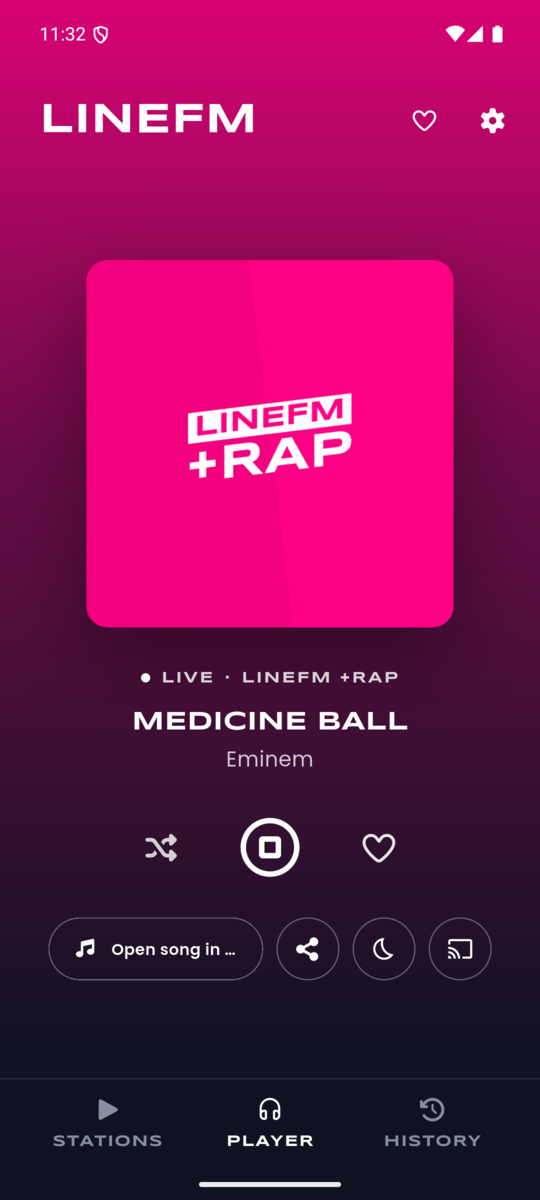 11:32
LINEFM
LINEFM
+RAP
LIVE · LINEFM +RAP
MEDICINE BALL
Eminem
Open song in ...
STATIONS
PLAYER
HISTORY